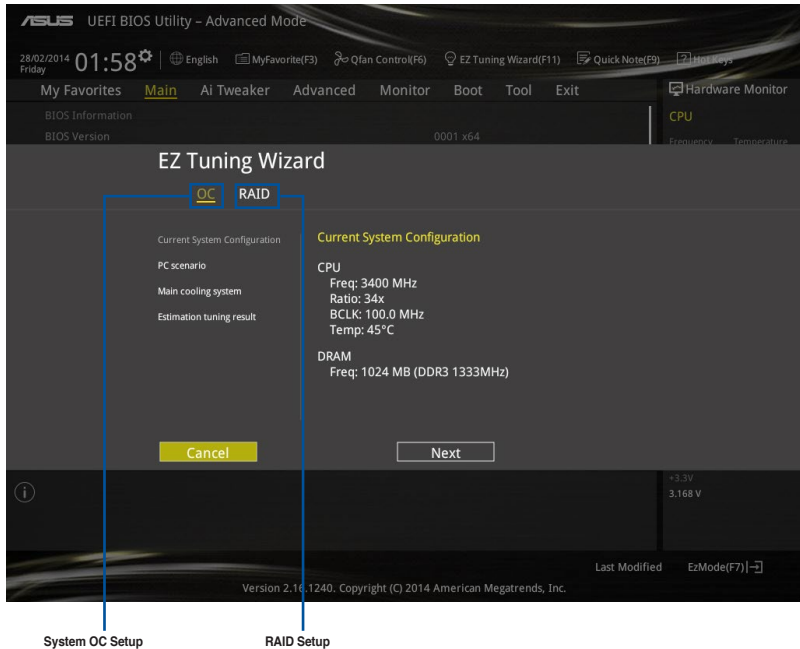 ASUS UEFI BIOS Utility – Advanced Mode
28/02/2014 Friday 01:58 English MyFavorite(F3) Qfan Control(F6) EZ Tuning Wizard(F11) Quick Note(F9) ? Hot Keys
My Favorites Main Ai Tweaker Advanced Monitor Boot Tool Exit Hardware Monitor
BIOS Information CPU
BIOS Version 0001 x64 Frequency Temperature
EZ Tuning Wizard
OC RAID
Current System Configuration
PC scenario
Main cooling system
Estimation tuning result
Current System Configuration
CPU
Freq: 3400 MHz
Ratio: 34x
BCLK: 100.0 MHz
Temp: 45°C
DRAM
Freq: 1024 MB (DDR3 1333MHz)
Cancel Next
i
+3.3V
3.168 V
Last Modified EzMode(F7)
Version 2.16.1240. Copyright (C) 2014 American Megatrends, Inc.
System OC Setup RAID Setup